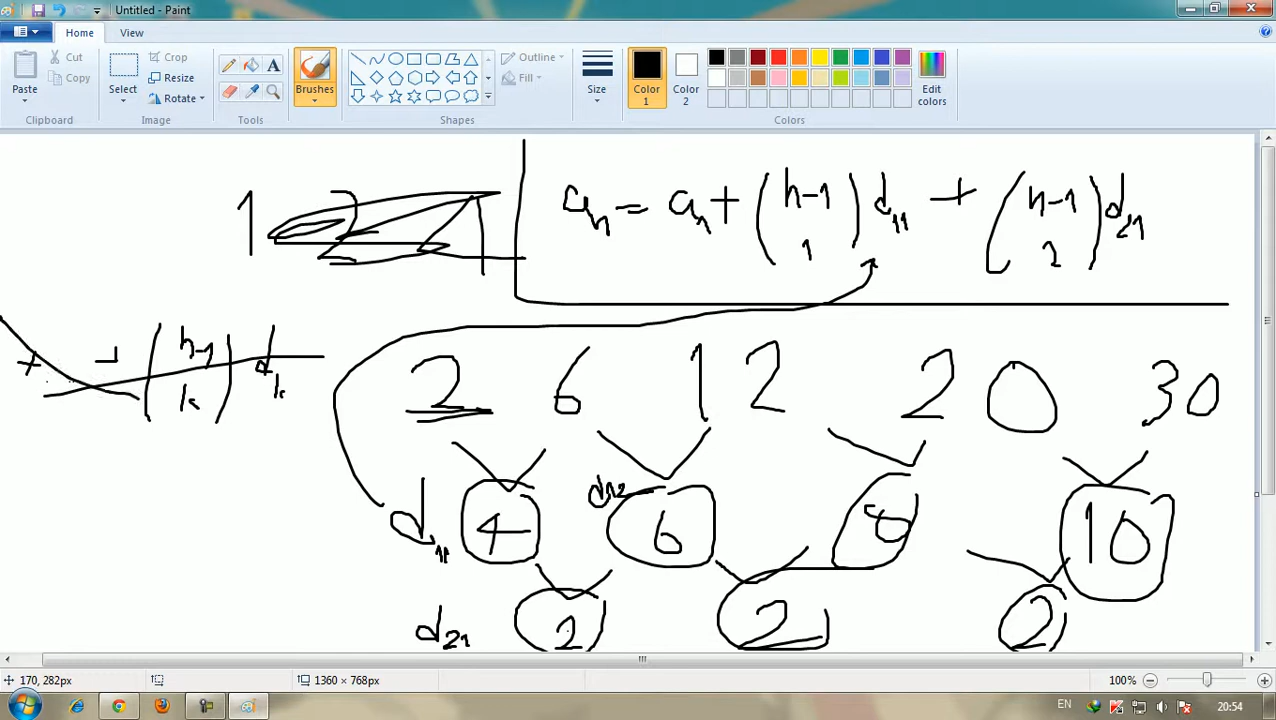 Untitled - Paint
Home View
Paste
Cut
Copy
Clipboard
Select
Crop
Resize
Rotate
Image
Tools
Brushes
Shapes
Outline
Fill
Size
Color 1
Color 2
Edit colors
Colors
1 2 4
aₙ = a₁ + (n-1 1) d₁₁ + (n-1 2) d₂₁
+ (n-1 k) dₖ
2 6 12 20 30
d₁₁ 4 d₁₂ 6 8 10
d₂₁ 2 2 2
170, 282px
1360 × 768px
100%
EN
20:54